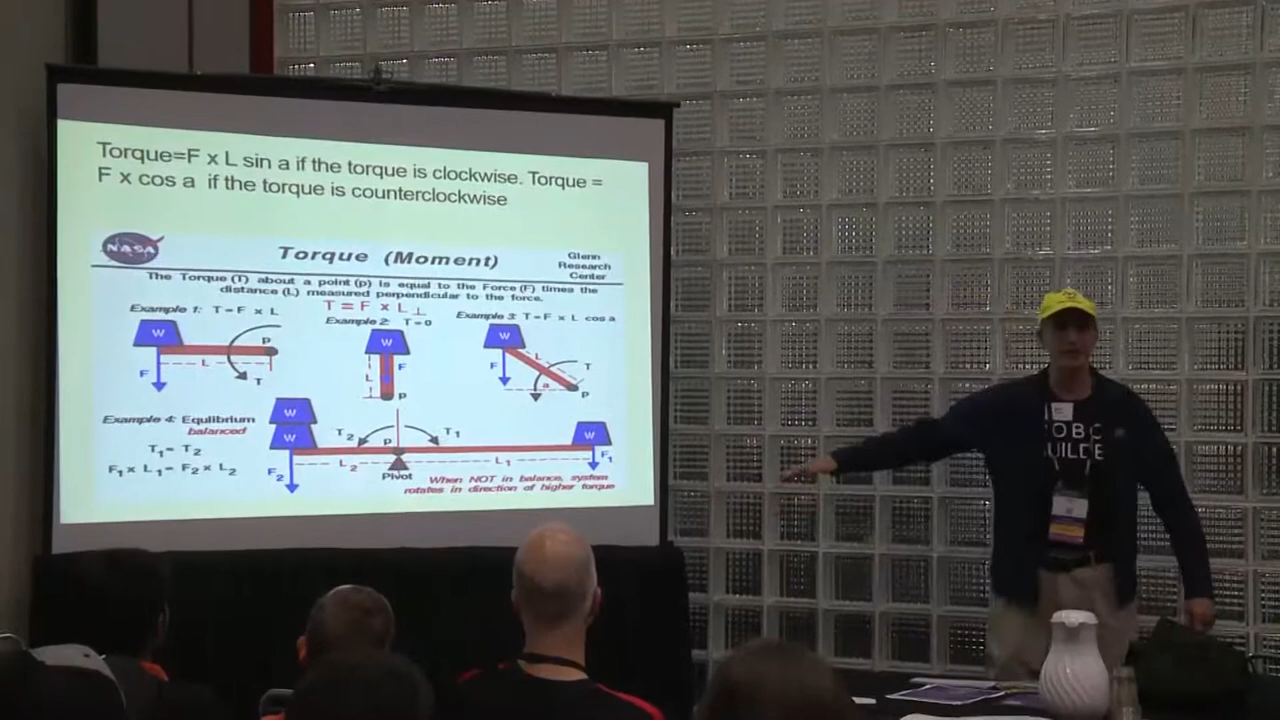 Torque=F x L sin a if the torque is clockwise. Torque =
F x cos a if the torque is counterclockwise
NASA
Torque (Moment)
Glenn
Research
Center
The Torque (T) about a point (p) is equal to the Force (F) times the
distance (L) measured perpendicular to the force.
T = F x L⊥
Example 1: T = F x L
Example 2: T = 0
Example 3: T = F x L cos a
W
W
W
F
L
p
T
L
F
p
F
L
T
a
p
Example 4: Equlibrium
balanced
T1 = T2
F1 x L1 = F2 x L2
W
W
W
T2
p
T1
F2
L2
L1
F1
Pivot
When NOT in balance, system
rotates in direction of higher torque
OBO
UILDE